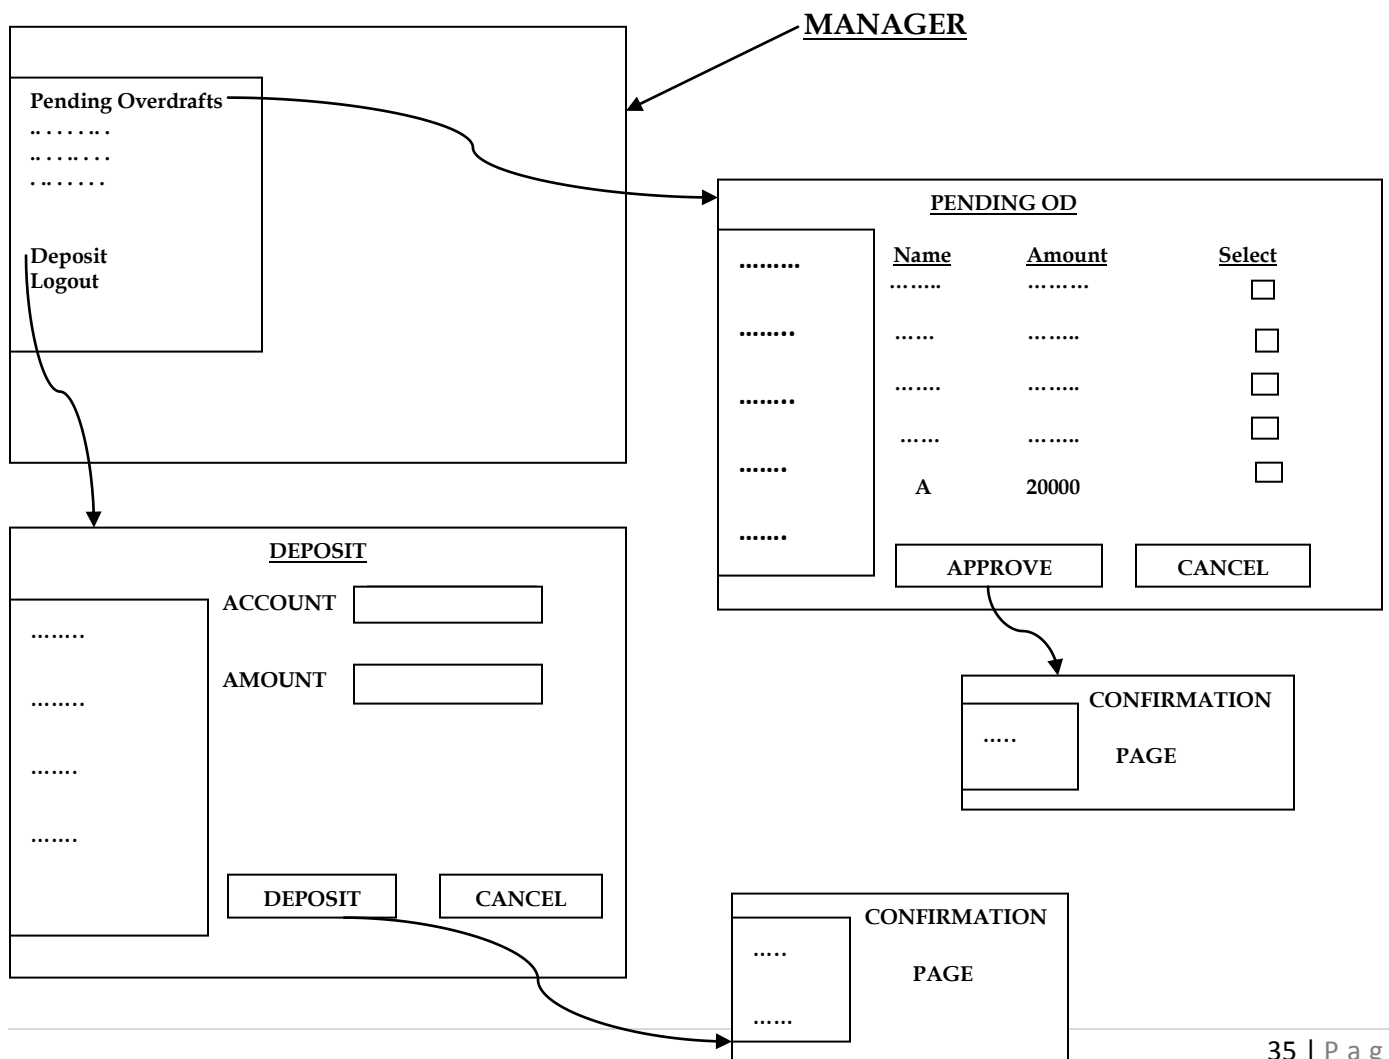 MANAGER
Pending Overdrafts
.. . . . . .. .
.. . . .. . . .
. .. . . . . .
Deposit
Logout
PENDING OD
Name Amount Select
…….. ………
…… ……..
……. ……..
…… ……..
A 20000
………
……..
……..
…….
…….
APPROVE CANCEL
CONFIRMATION
…..
PAGE
DEPOSIT
ACCOUNT
AMOUNT
……..
……..
…….
…….
DEPOSIT CANCEL
CONFIRMATION
…..
PAGE
……
35 | P a g